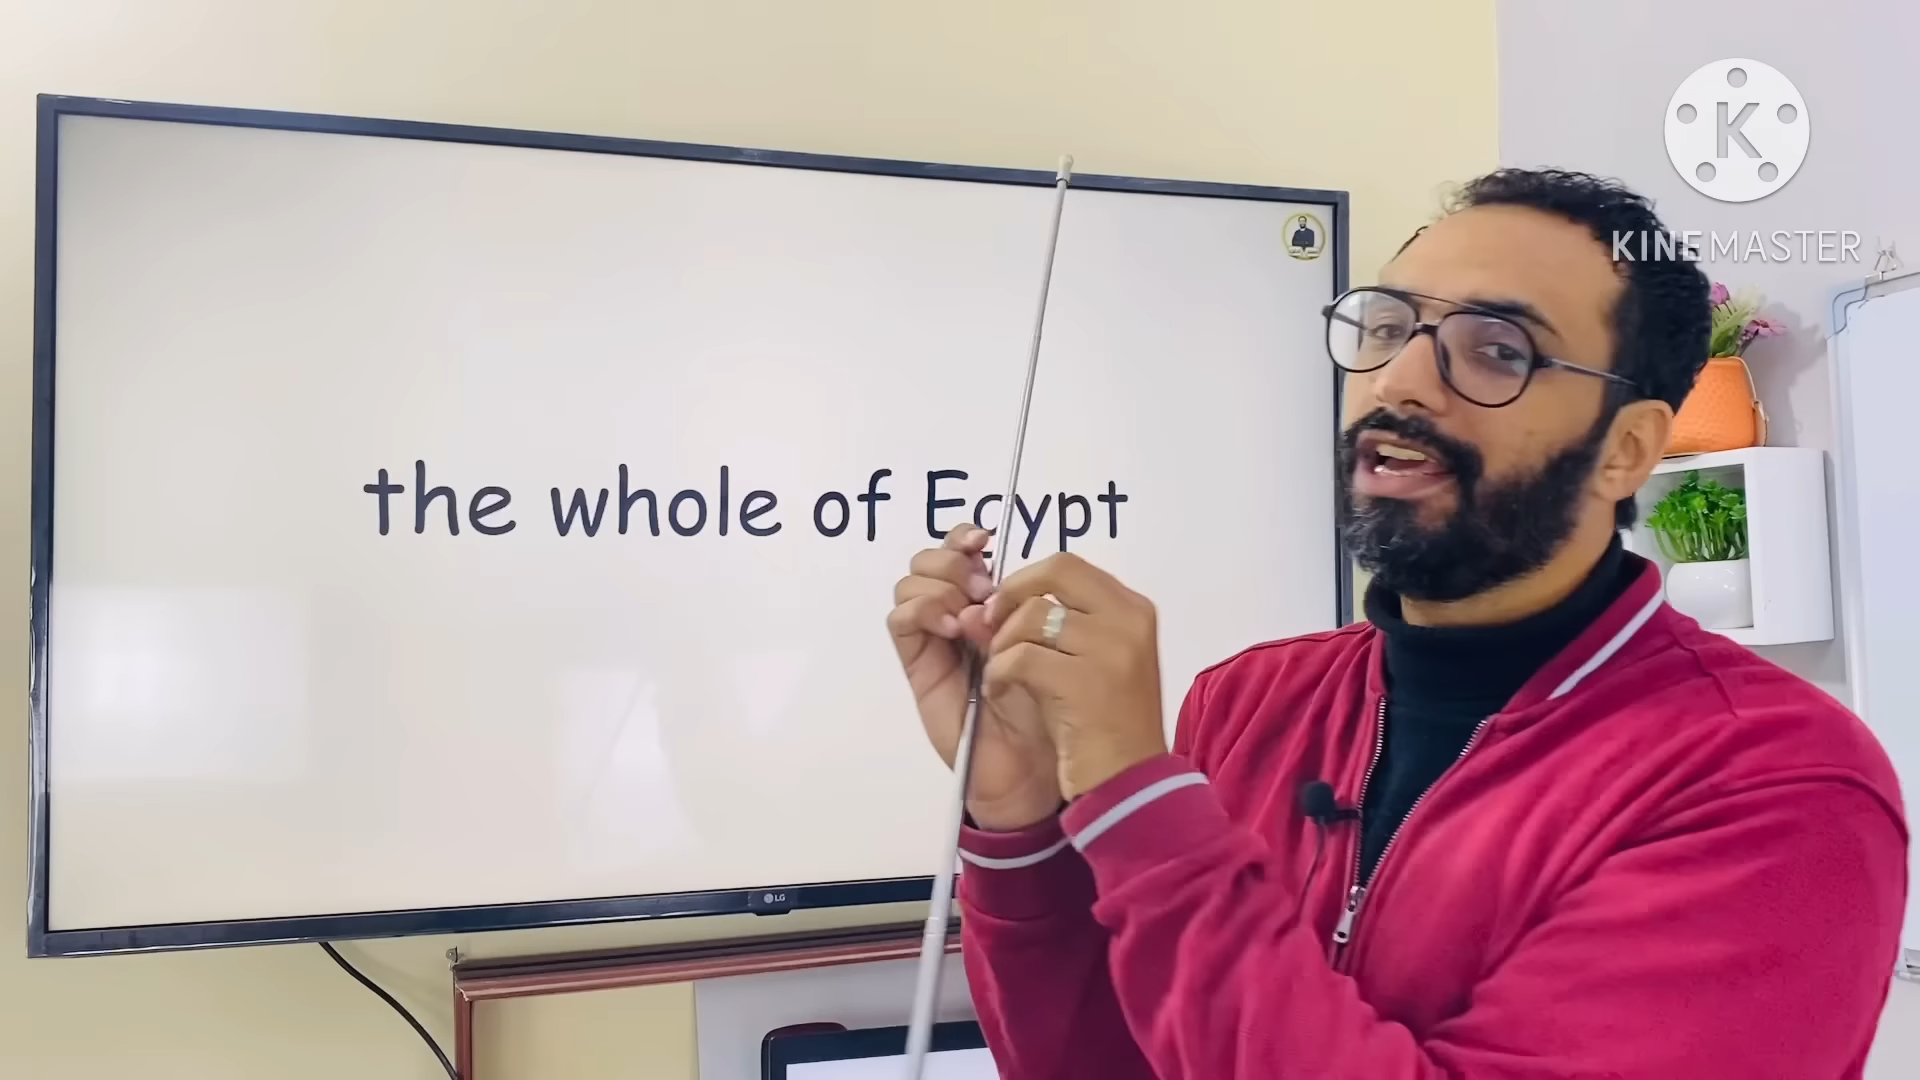 the whole of Egypt
K
KINEMASTER
LG